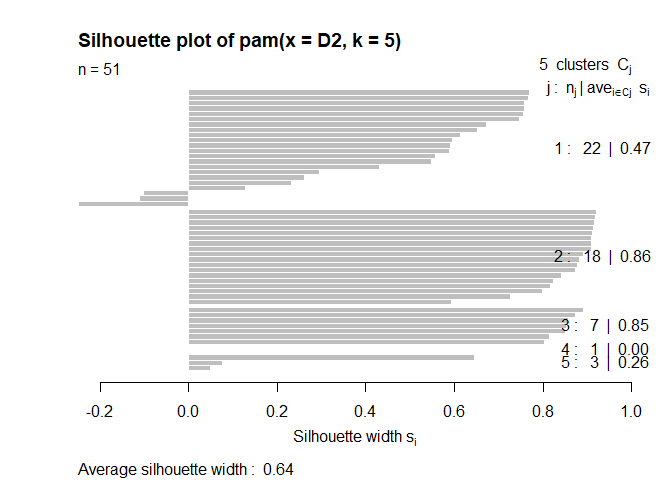 Silhouette plot of pam(x = D2, k = 5)
n = 51
5 clusters Cj
j : nj | avei∈Cj si
1 : 22 | 0.47
2 : 18 | 0.86
3 : 7 | 0.85
4 : 1 | 0.00
5 : 3 | 0.26
-0.2 0.0 0.2 0.4 0.6 0.8 1.0
Silhouette width si
Average silhouette width : 0.64